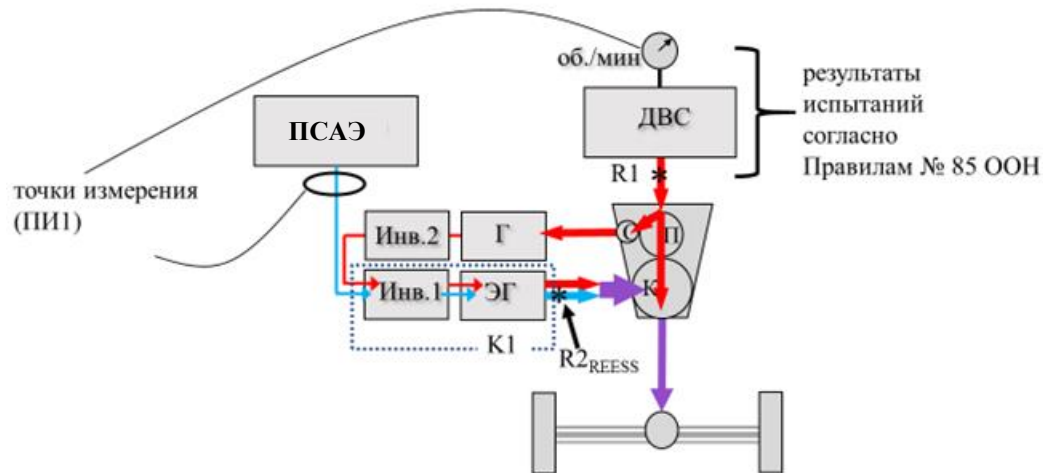 об./мин
ПСАЭ
ДВС
результаты
испытаний
согласно
Правилам № 85 ООН
R1 *
точки измерения
(ПИ1)
Инв.2
Г
С
П
Инв.1
ЭГ
*
К
K1
R2REESS